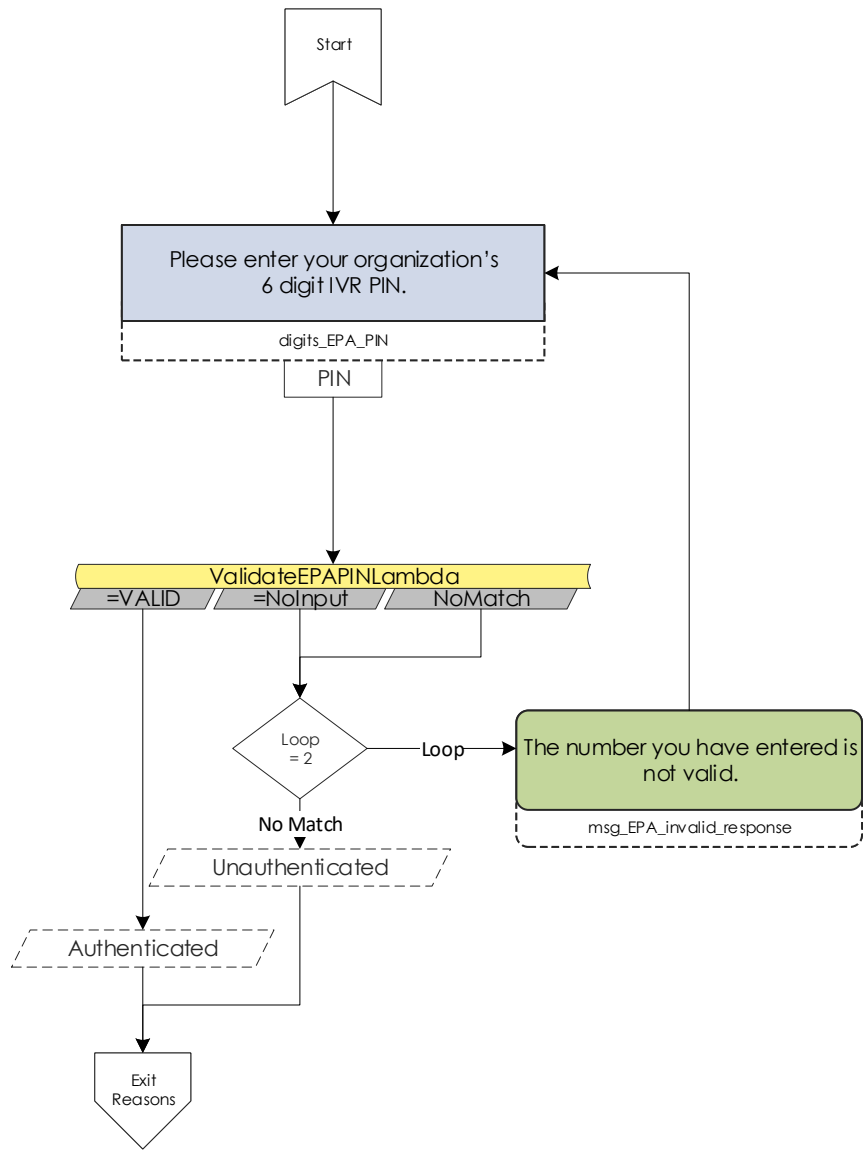 Start
Please enter your organization’s
6 digit IVR PIN.
digits_EPA_PIN
PIN
ValidateEPAPINLambda
=VALID
=NoInput
NoMatch
Loop
= 2
Loop
The number you have entered is
not valid.
msg_EPA_invalid_response
No Match
Unauthenticated
Authenticated
Exit
Reasons